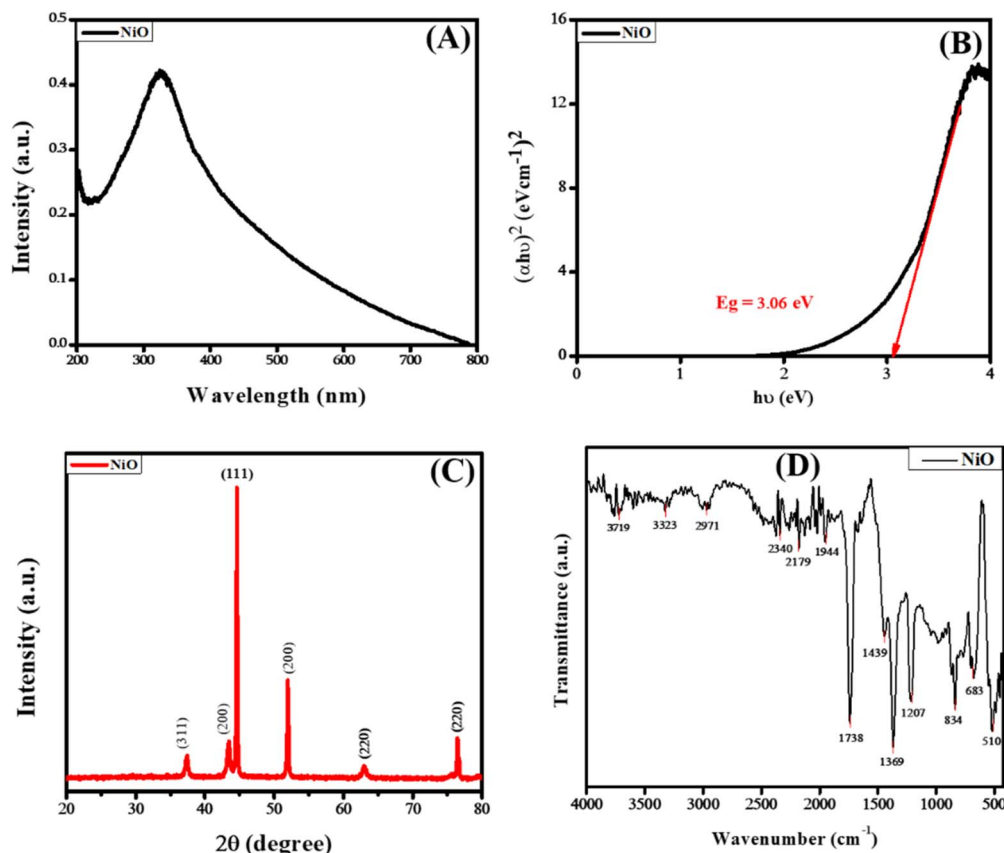 NiO
(A)
0.5
0.4
0.3
0.2
0.1
0.0
200 300 400 500 600 700 800
Intensity (a.u.)
Wavelength (nm)
NiO
(B)
16
12
8
4
0
0 1 2 3 4
(αhυ)² (eVcm⁻¹)²
Eg = 3.06 eV
hυ (eV)
NiO
(C)
(111)
(311)
(200)
(200)
(220)
(220)
20 30 40 50 60 70 80
Intensity (a.u.)
2θ (degree)
NiO
(D)
3719
3323
2971
2340
2179
1944
1738
1439
1369
1207
834
683
510
4000 3500 3000 2500 2000 1500 1000 500
Transmittance (a.u.)
Wavenumber (cm⁻¹)